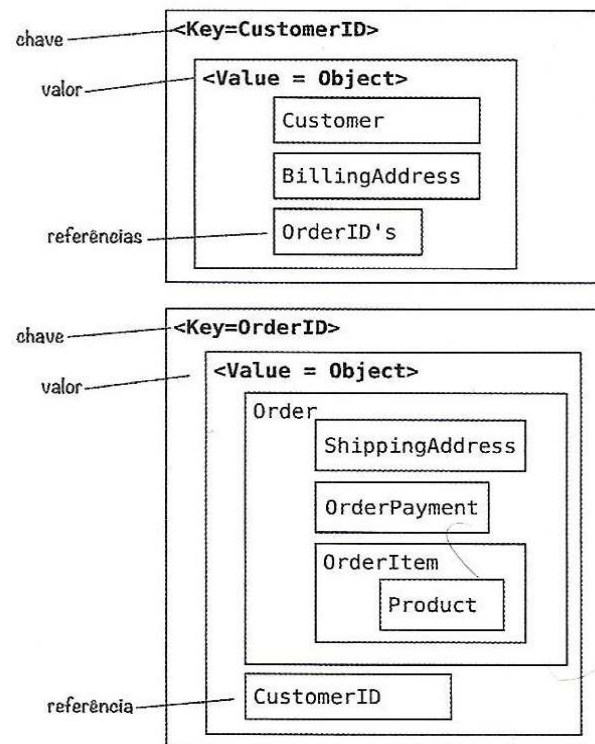 chave
<Key=CustomerID>
valor
<Value = Object>
Customer
BillingAddress
referências
OrderID's
chave
<Key=OrderID>
valor
<Value = Object>
Order
ShippingAddress
OrderPayment
OrderItem
Product
referência
CustomerID